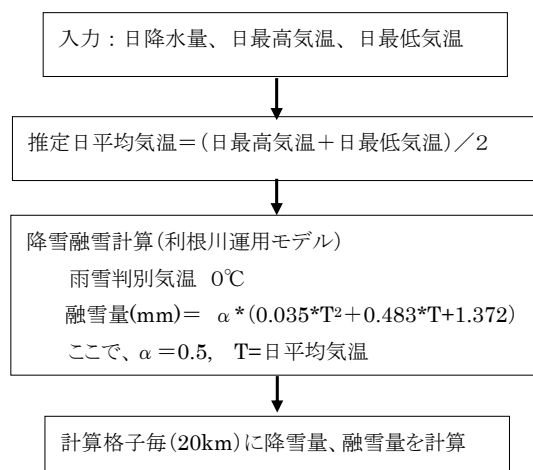 入力：日降水量、日最高気温、日最低気温
推定日平均気温＝(日最高気温＋日最低気温)／２
降雪融雪計算(利根川運用モデル)
雨雪判別気温 0℃
融雪量(mm)＝ α*(0.035*T²＋0.483*T+1.372)
ここで、α＝0.5, T=日平均気温
計算格子毎(20km)に降雪量、融雪量を計算